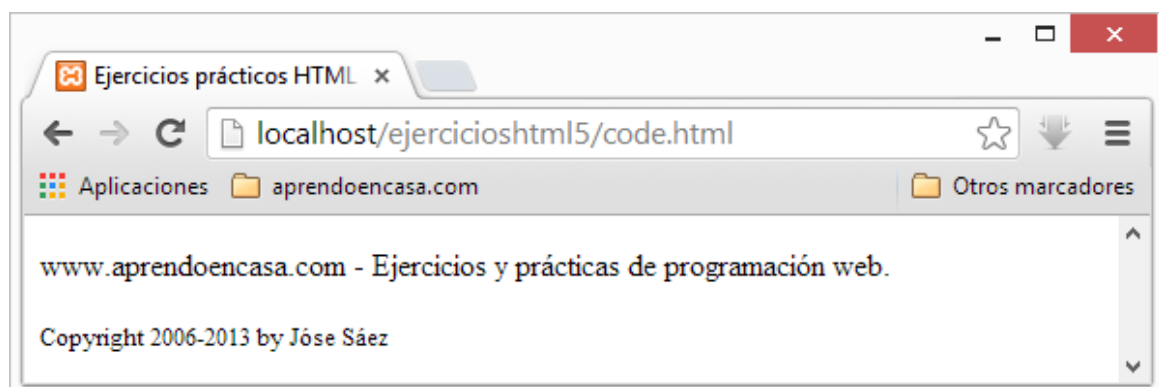 Ejercicios prácticos HTML
localhost/ejercicioshtml5/code.html
Aplicaciones aprendoencasa.com Otros marcadores
www.aprendoencasa.com - Ejercicios y prácticas de programación web.
Copyright 2006-2013 by Jóse Sáez